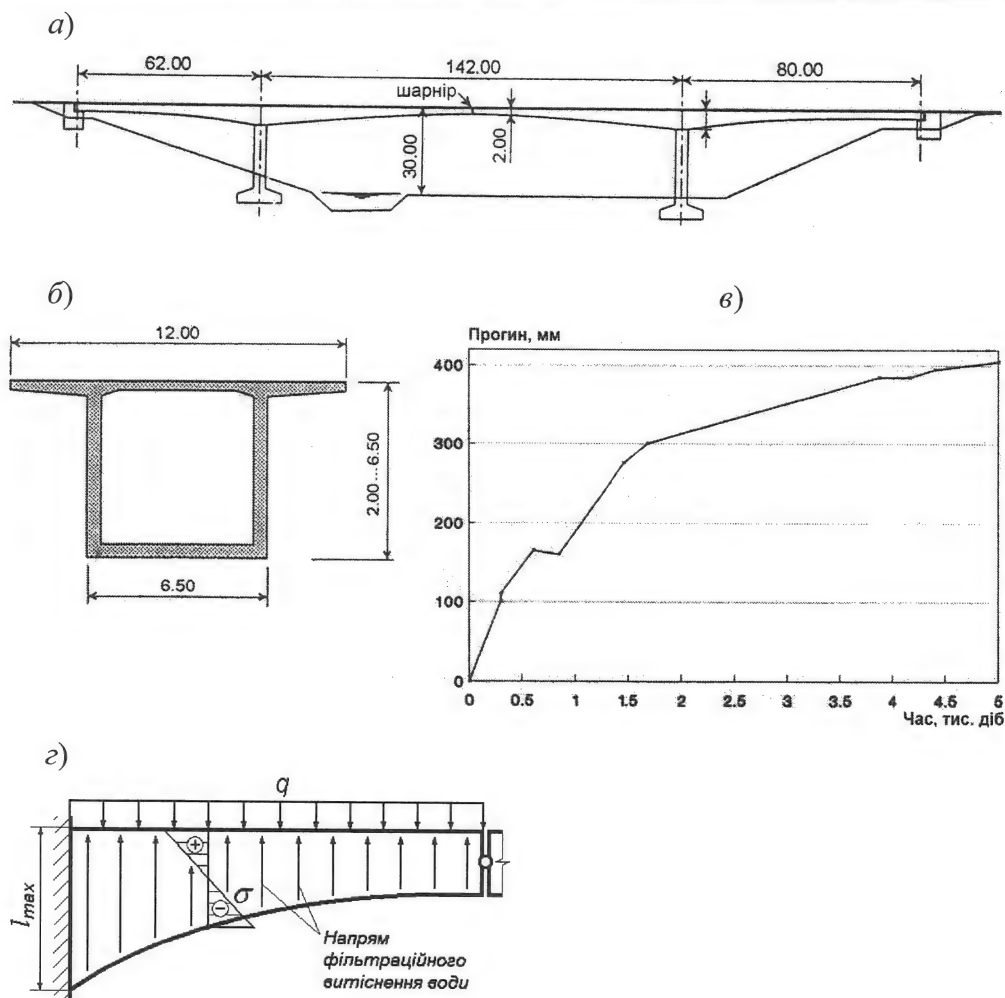 а)
62.00
142.00
80.00
шарнір
30.00
2.00
б)
12.00
2.00...6.50
6.50
в)
Прогин, мм
400
300
200
100
0
0 0.5 1 1.5 2 2.5 3 3.5 4 4.5 5
Час, тис. діб
г)
q
+
σ
−
l max
Напрям
фільтраційного
витіснення води